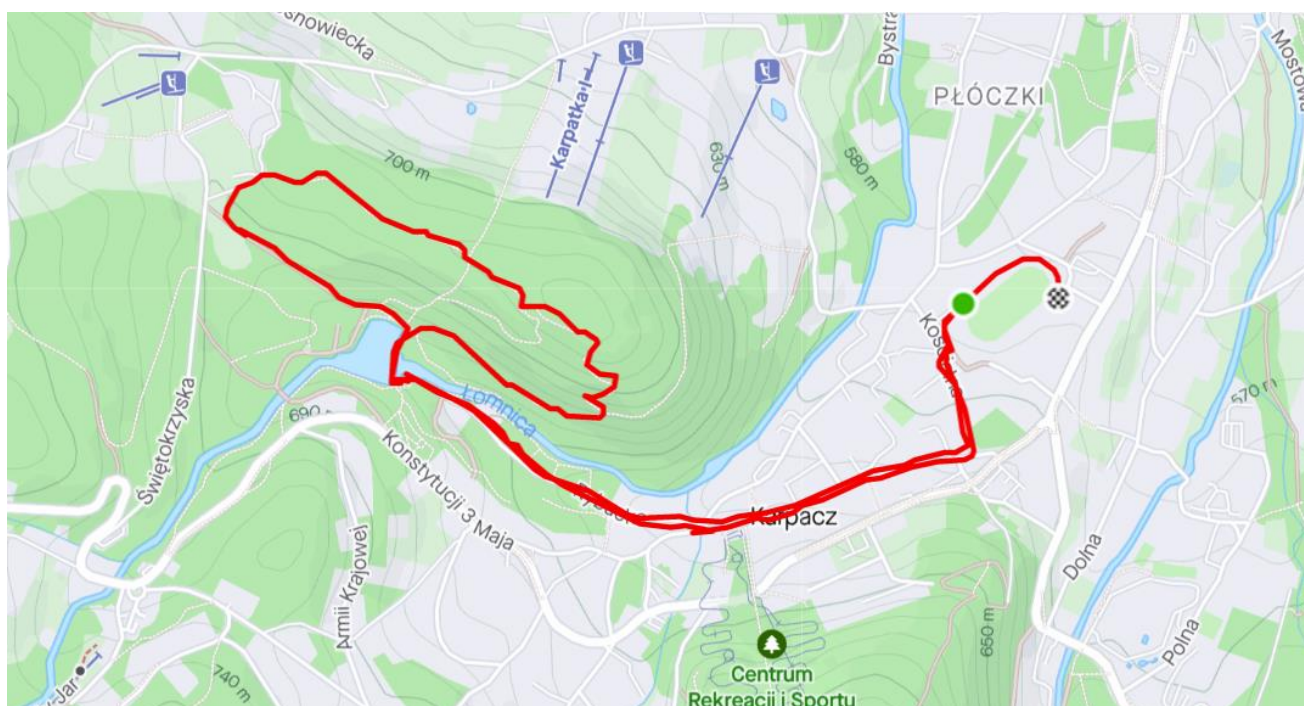 Bystra
Mostowa
Karpatka I
PŁÓCZKI
700 m
630 m
580 m
Kościelna
Świętokrzyska
690 m
Łomnica
570 m
Konstytucji 3 Maja
Karpacz
Armii Krajowej
Dolna
650 m
Polna
740 m
Jar
Centrum
Rekreacji i Sportu